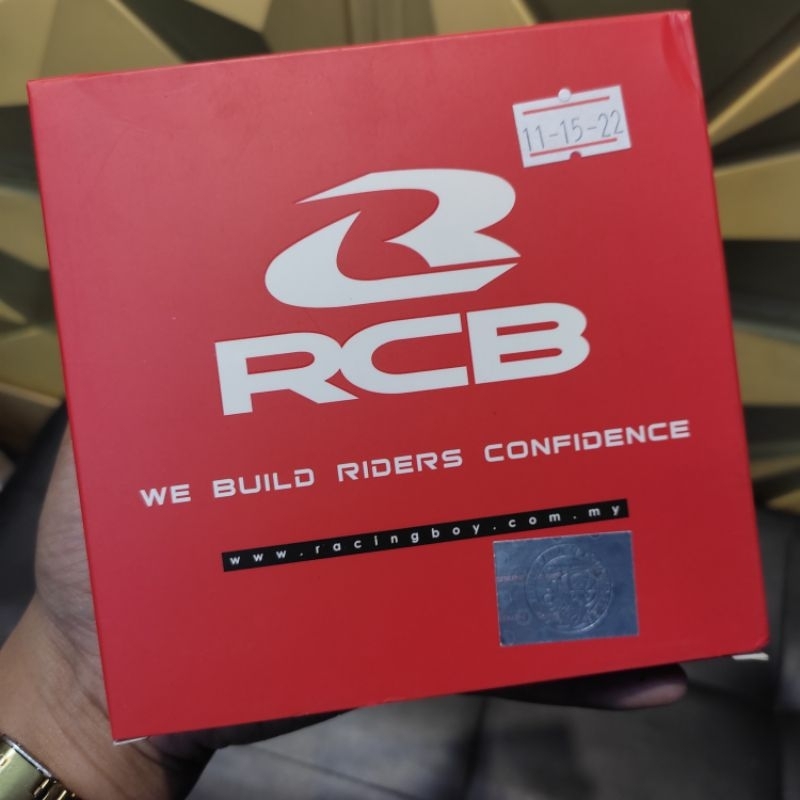 11-15-22
RCB
WE BUILD RIDERS CONFIDENCE
www.racingboy.com.my